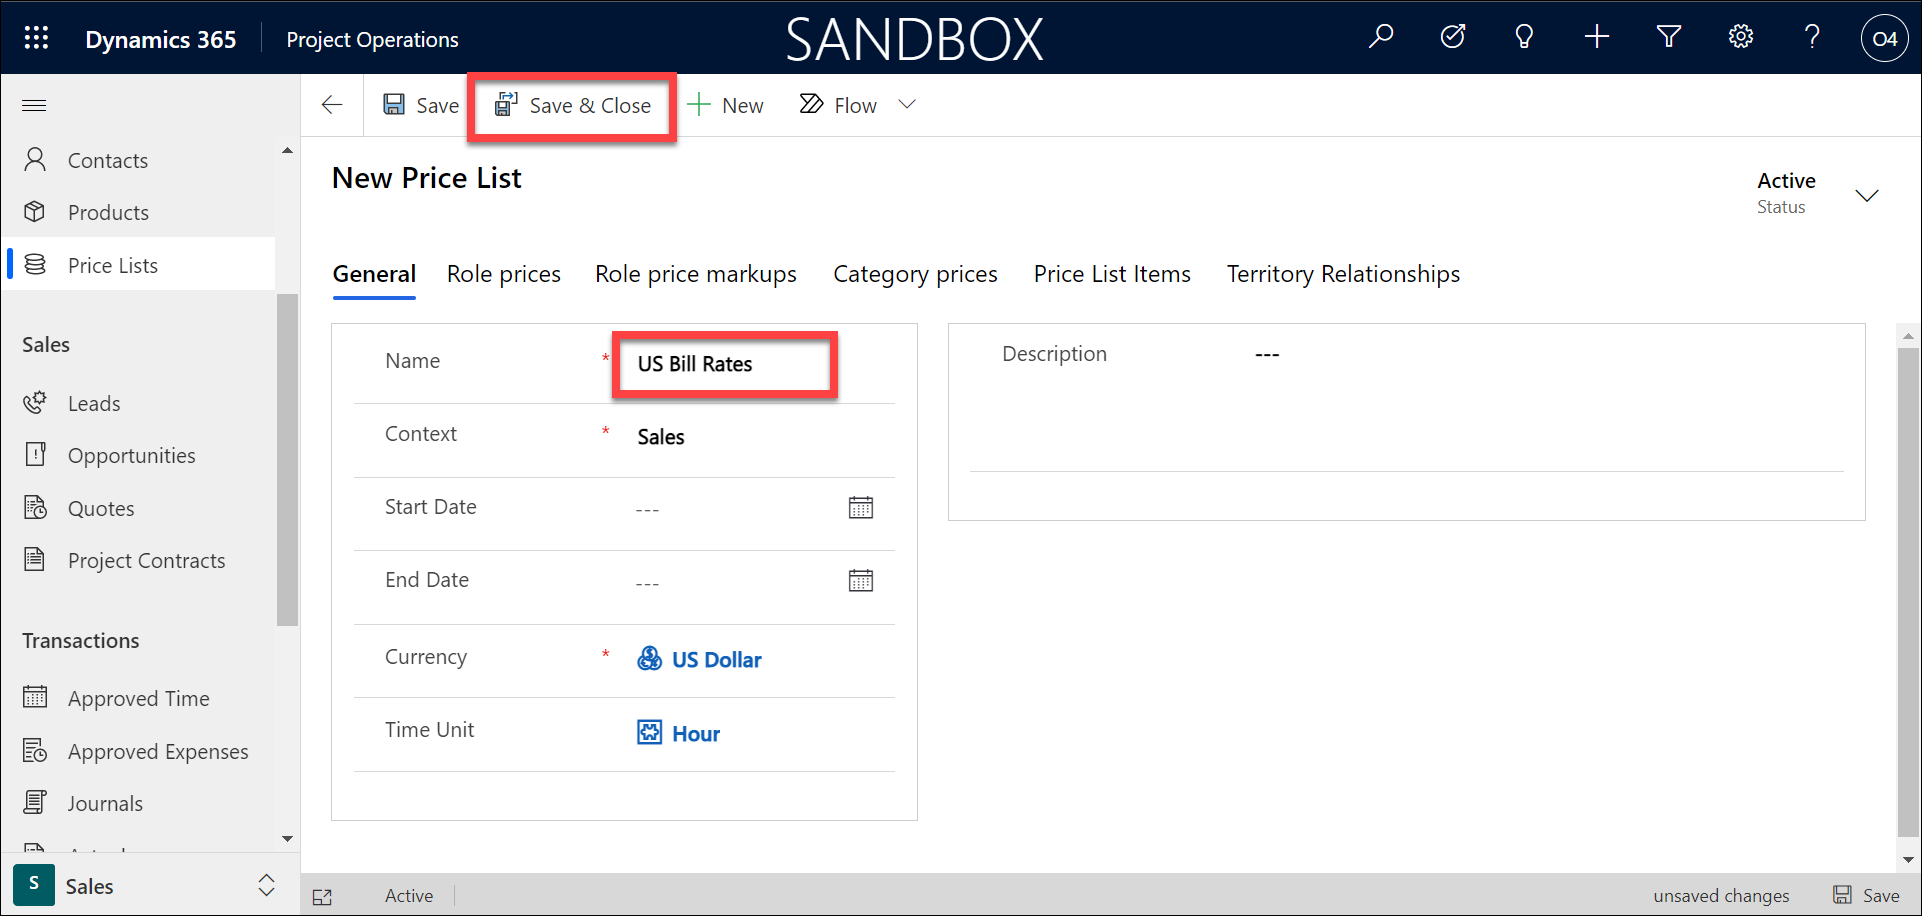 Dynamics 365
Project Operations
SANDBOX
O4
Save
Save & Close
New
Flow
Contacts
Products
Price Lists
Sales
Leads
Opportunities
Quotes
Project Contracts
Transactions
Approved Time
Approved Expenses
Journals
S
Sales
New Price List
Active
Status
General
Role prices
Role price markups
Category prices
Price List Items
Territory Relationships
Name * US Bill Rates
Context * Sales
Start Date ---
End Date ---
Currency * US Dollar
Time Unit Hour
Description ---
Active
unsaved changes
Save